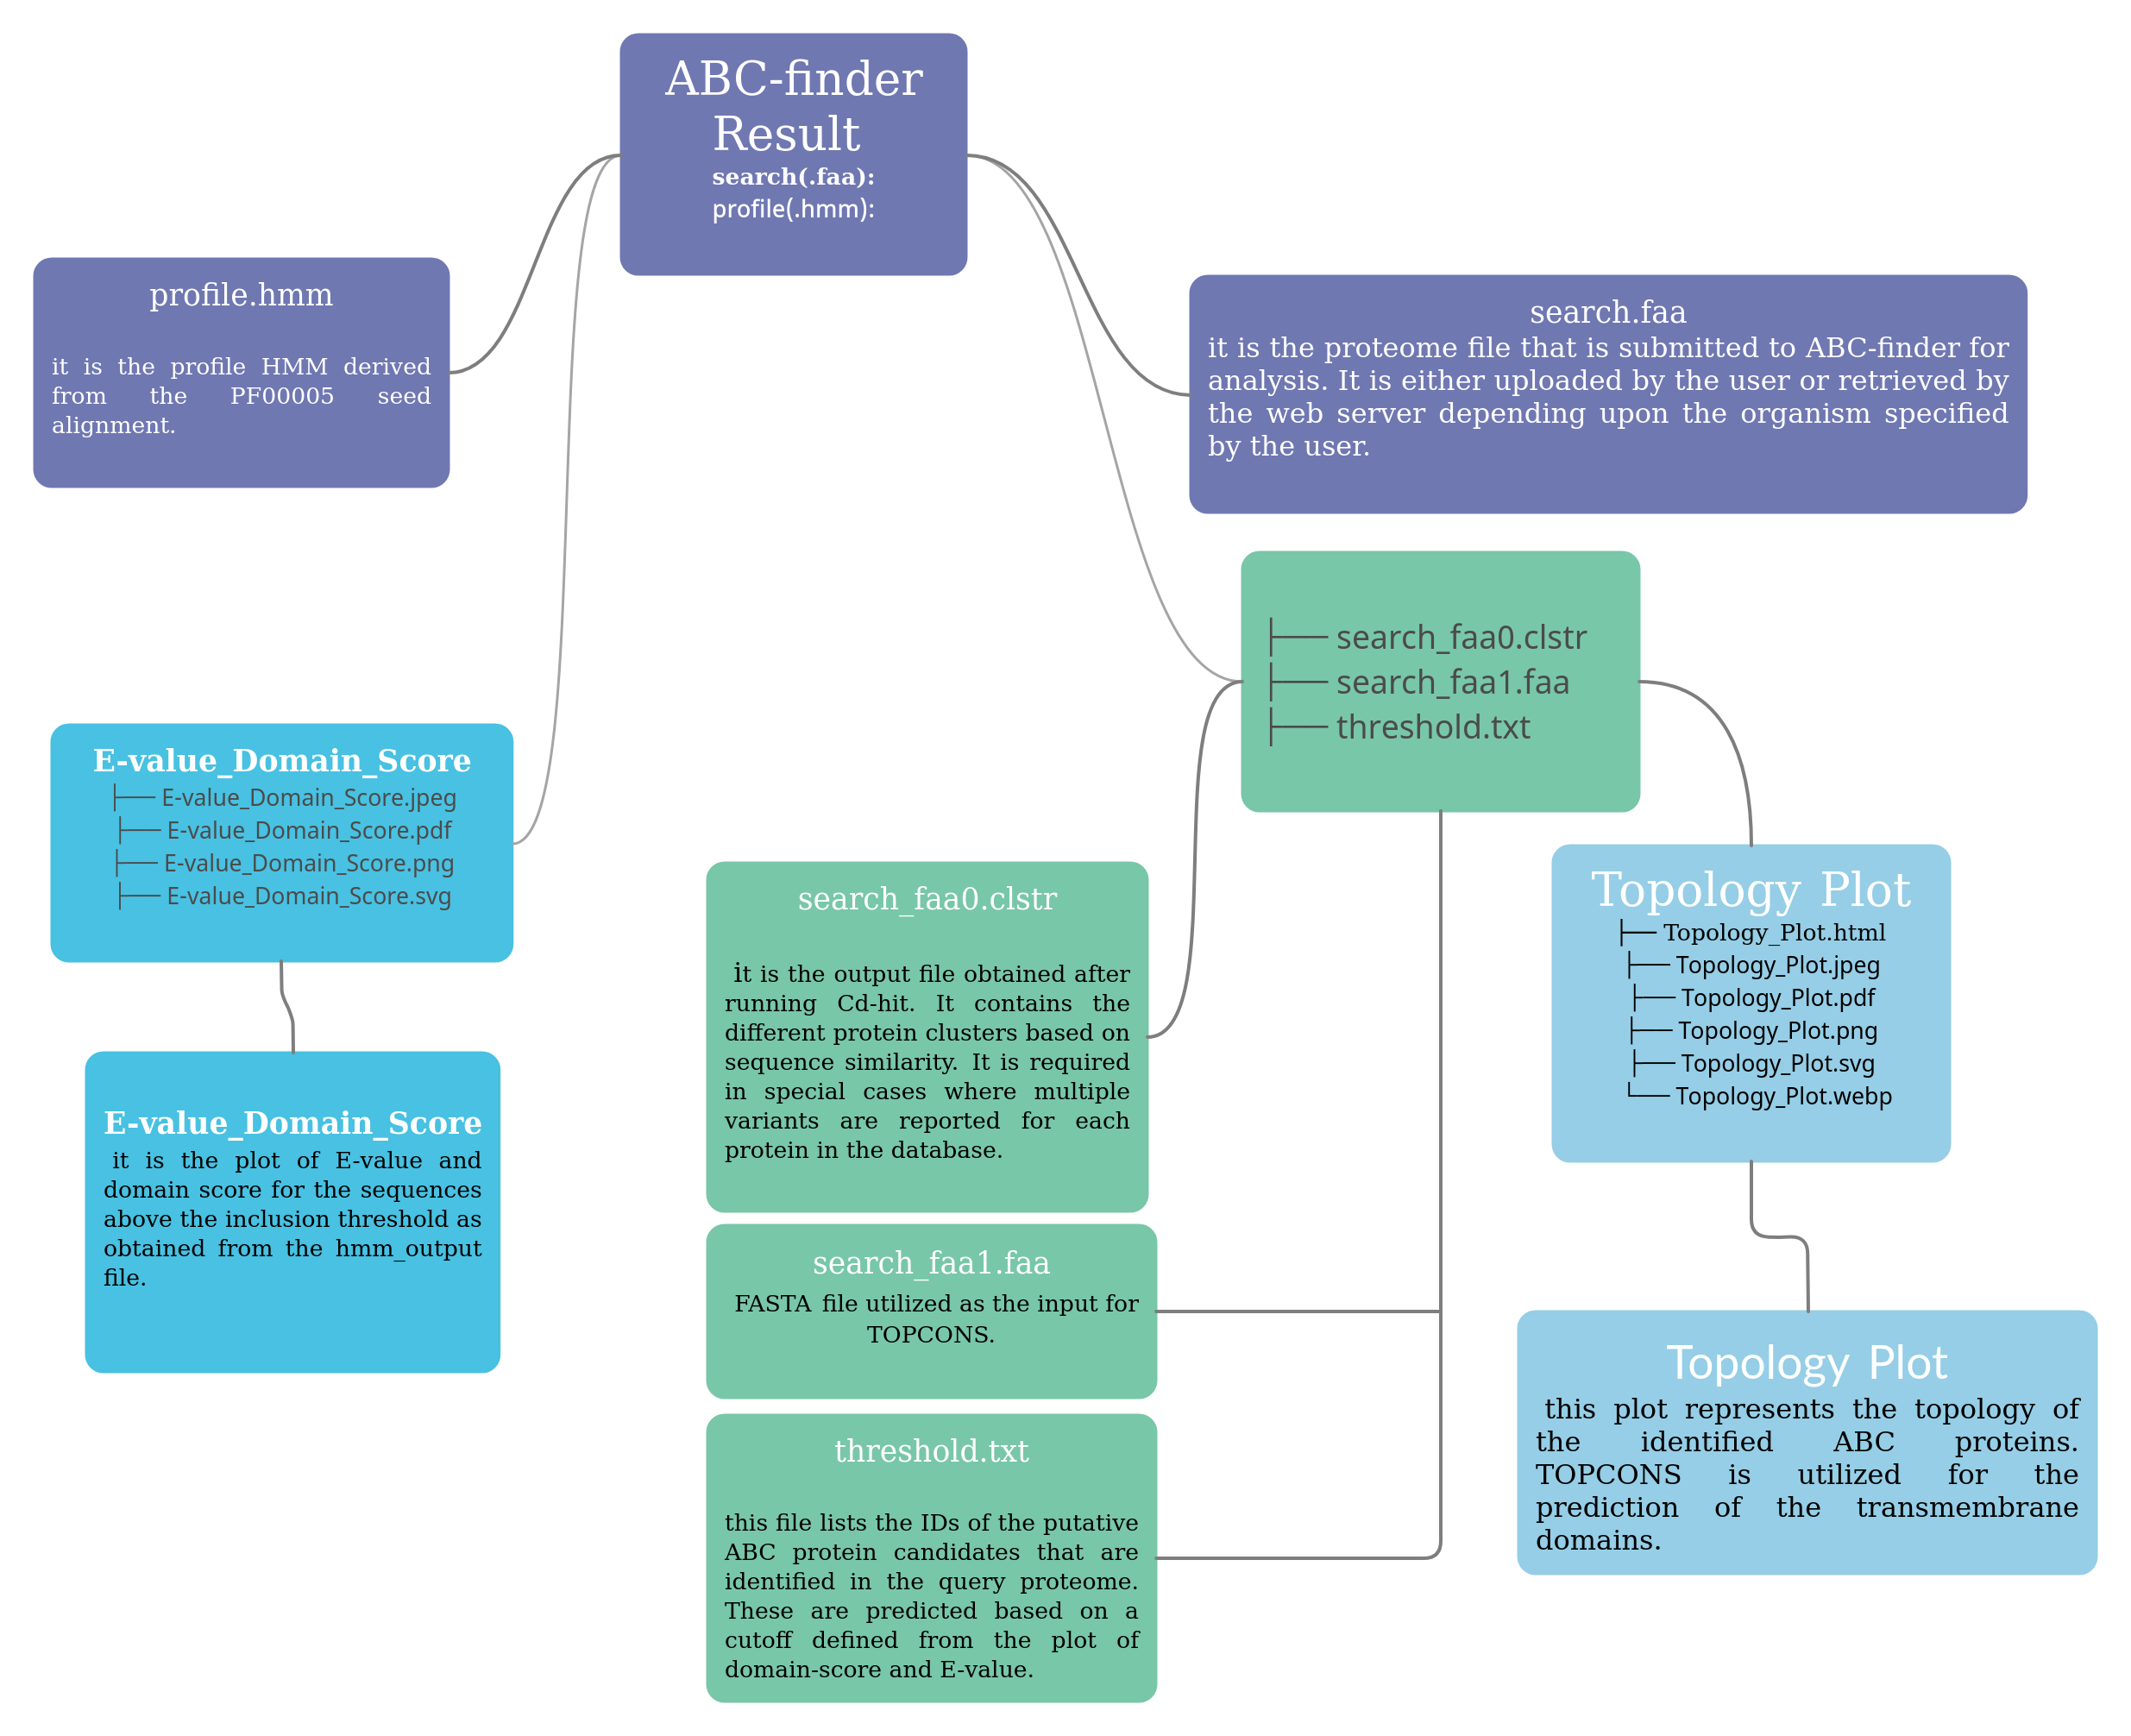 ABC-finder
Result
search(.faa):
profile(.hmm):
profile.hmm
it is the profile HMM derived
from the PF00005 seed
alignment.
search.faa
it is the proteome file that is submitted to ABC-finder for
analysis. It is either uploaded by the user or retrieved by
the web server depending upon the organism specified
by the user.
├── search_faa0.clstr
├── search_faa1.faa
├── threshold.txt
E-value_Domain_Score
├── E-value_Domain_Score.jpeg
├── E-value_Domain_Score.pdf
├── E-value_Domain_Score.png
├── E-value_Domain_Score.svg
E-value_Domain_Score
it is the plot of E-value and
domain score for the sequences
above the inclusion threshold as
obtained from the hmm_output
file.
search_faa0.clstr
it is the output file obtained after
running Cd-hit. It contains the
different protein clusters based on
sequence similarity. It is required
in special cases where multiple
variants are reported for each
protein in the database.
search_faa1.faa
FASTA file utilized as the input for
TOPCONS.
threshold.txt
this file lists the IDs of the putative
ABC protein candidates that are
identified in the query proteome.
These are predicted based on a
cutoff defined from the plot of
domain-score and E-value.
Topology Plot
├── Topology_Plot.html
├── Topology_Plot.jpeg
├── Topology_Plot.pdf
├── Topology_Plot.png
├── Topology_Plot.svg
└── Topology_Plot.webp
Topology Plot
this plot represents the topology of
the identified ABC proteins.
TOPCONS is utilized for the
prediction of the transmembrane
domains.